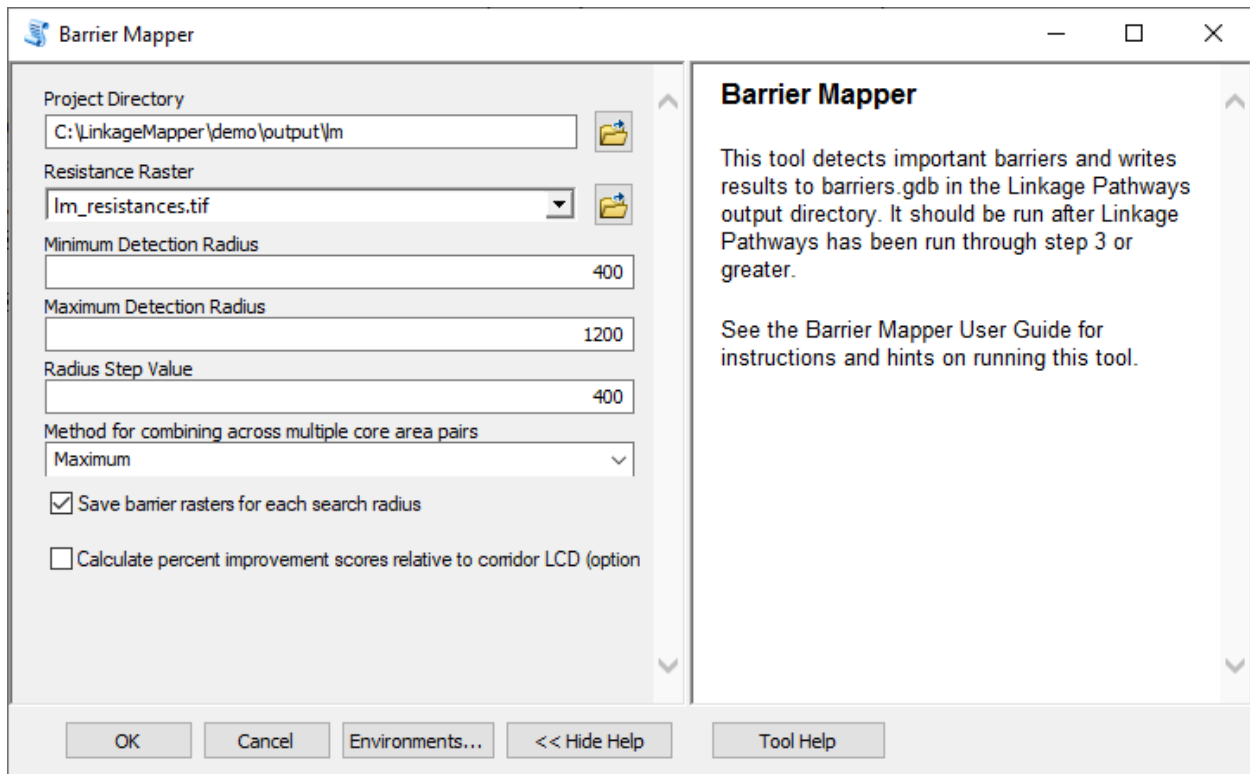 Barrier Mapper
Project Directory
C:\LinkageMapper\demo\output\lm
Resistance Raster
lm_resistances.tif
Minimum Detection Radius
400
Maximum Detection Radius
1200
Radius Step Value
400
Method for combining across multiple core area pairs
Maximum
Save barrier rasters for each search radius
Calculate percent improvement scores relative to corridor LCD (option
Barrier Mapper
This tool detects important barriers and writes
results to barriers.gdb in the Linkage Pathways
output directory. It should be run after Linkage
Pathways has been run through step 3 or
greater.
See the Barrier Mapper User Guide for
instructions and hints on running this tool.
OK
Cancel
Environments...
<< Hide Help
Tool Help